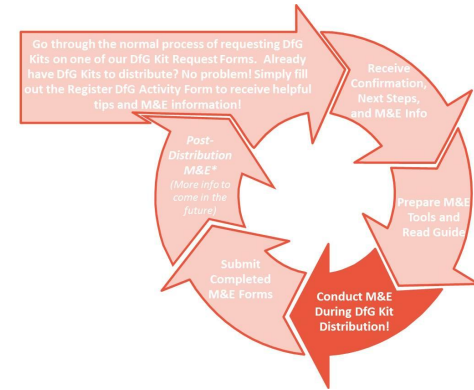 Go through the normal process of requesting DfG
Kits on one of our DfG Kit Request Forms.  Already
have DfG Kits to distribute? No problem! Simply fill
out the Register DfG Activity Form to receive helpful
tips and M&E information!
Receive
Confirmation,
Next Steps,
and M&E Info
Prepare M&E
Tools and
Read Guide
Conduct M&E
During DfG Kit
Distribution!
Submit
Completed
M&E Forms
Post-
Distribution
M&E*
(More info to
come in the
future)